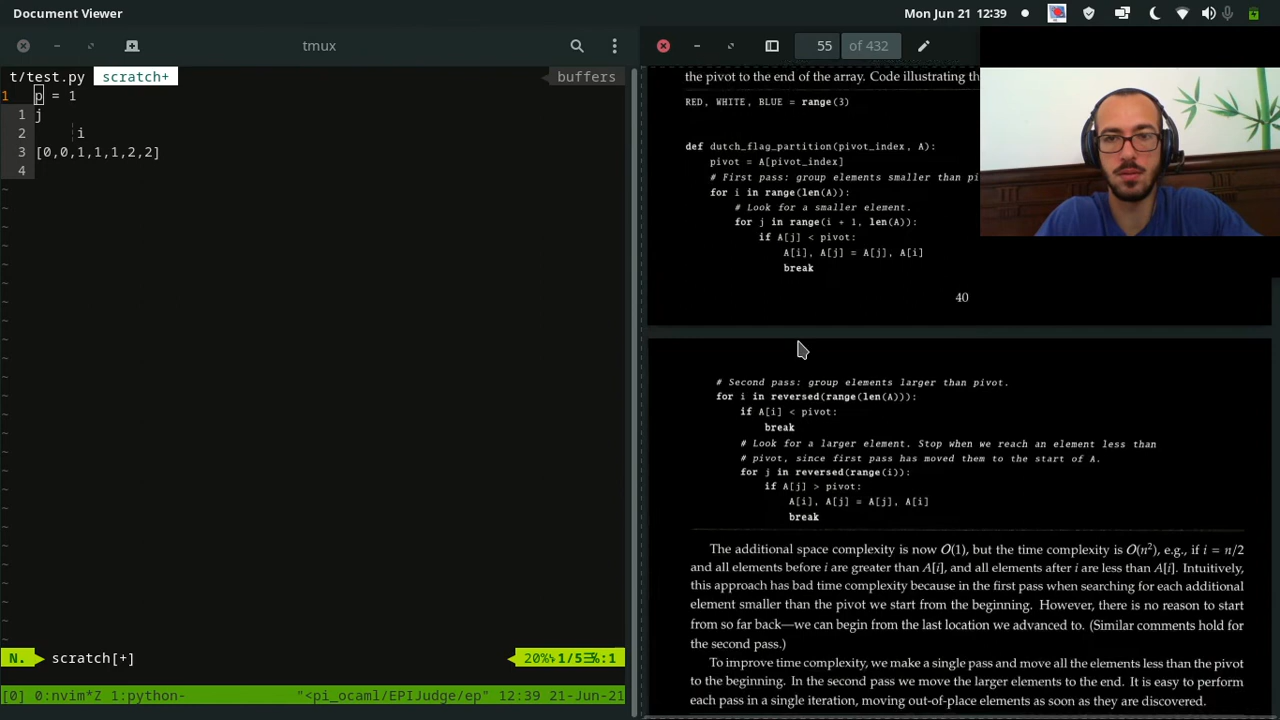 Document Viewer
Mon Jun 21 12:39
tmux
55 of 432
t/test.py scratch+ buffers
1 p = 1
1 j
2 i
3 [0,0,1,1,1,2,2]
4
the pivot to the end of the array. Code illustrating th
RED, WHITE, BLUE = range(3)
def dutch_flag_partition(pivot_index, A):
pivot = A[pivot_index]
# First pass: group elements smaller than pi
for i in range(len(A)):
# Look for a smaller element.
for j in range(i + 1, len(A)):
if A[j] < pivot:
A[i], A[j] = A[j], A[i]
break
40
# Second pass: group elements larger than pivot.
for i in reversed(range(len(A))):
if A[i] < pivot:
break
# Look for a larger element. Stop when we reach an element less than
# pivot, since first pass has moved them to the start of A.
for j in reversed(range(i)):
if A[j] > pivot:
A[i], A[j] = A[j], A[i]
break
The additional space complexity is now O(1), but the time complexity is O(n²), e.g., if i = n/2
and all elements before i are greater than A[i], and all elements after i are less than A[i]. Intuitively,
this approach has bad time complexity because in the first pass when searching for each additional
element smaller than the pivot we start from the beginning. However, there is no reason to start
from so far back—we can begin from the last location we advanced to. (Similar comments hold for
the second pass.)
To improve time complexity, we make a single pass and move all the elements less than the pivot
to the beginning. In the second pass we move the larger elements to the end. It is easy to perform
each pass in a single iteration, moving out-of-place elements as soon as they are discovered.
N. scratch[+] 20% 1/5 :1
[0] 0:nvim*Z 1:python- "<pi_ocaml/EPIJudge/ep" 12:39 21-Jun-21